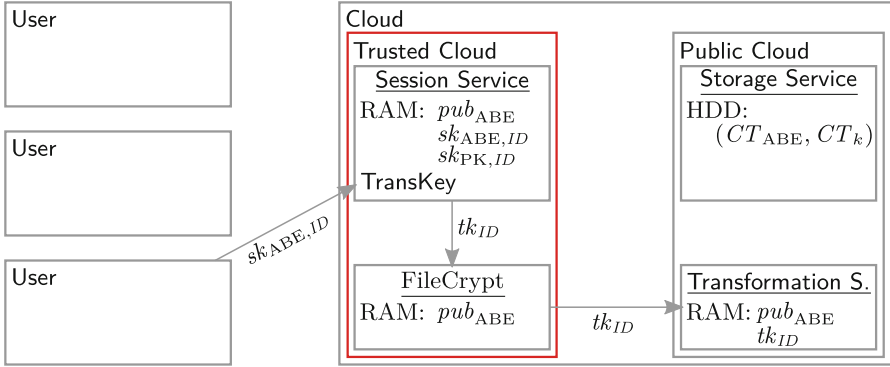 User
User
User
sk_ABE,ID
Cloud
Trusted Cloud
Session Service
RAM: pub_ABE
sk_ABE,ID
sk_PK,ID
TransKey
tk_ID
FileCrypt
RAM: pub_ABE
tk_ID
Public Cloud
Storage Service
HDD:
(CT_ABE, CT_k)
Transformation S.
RAM: pub_ABE
tk_ID